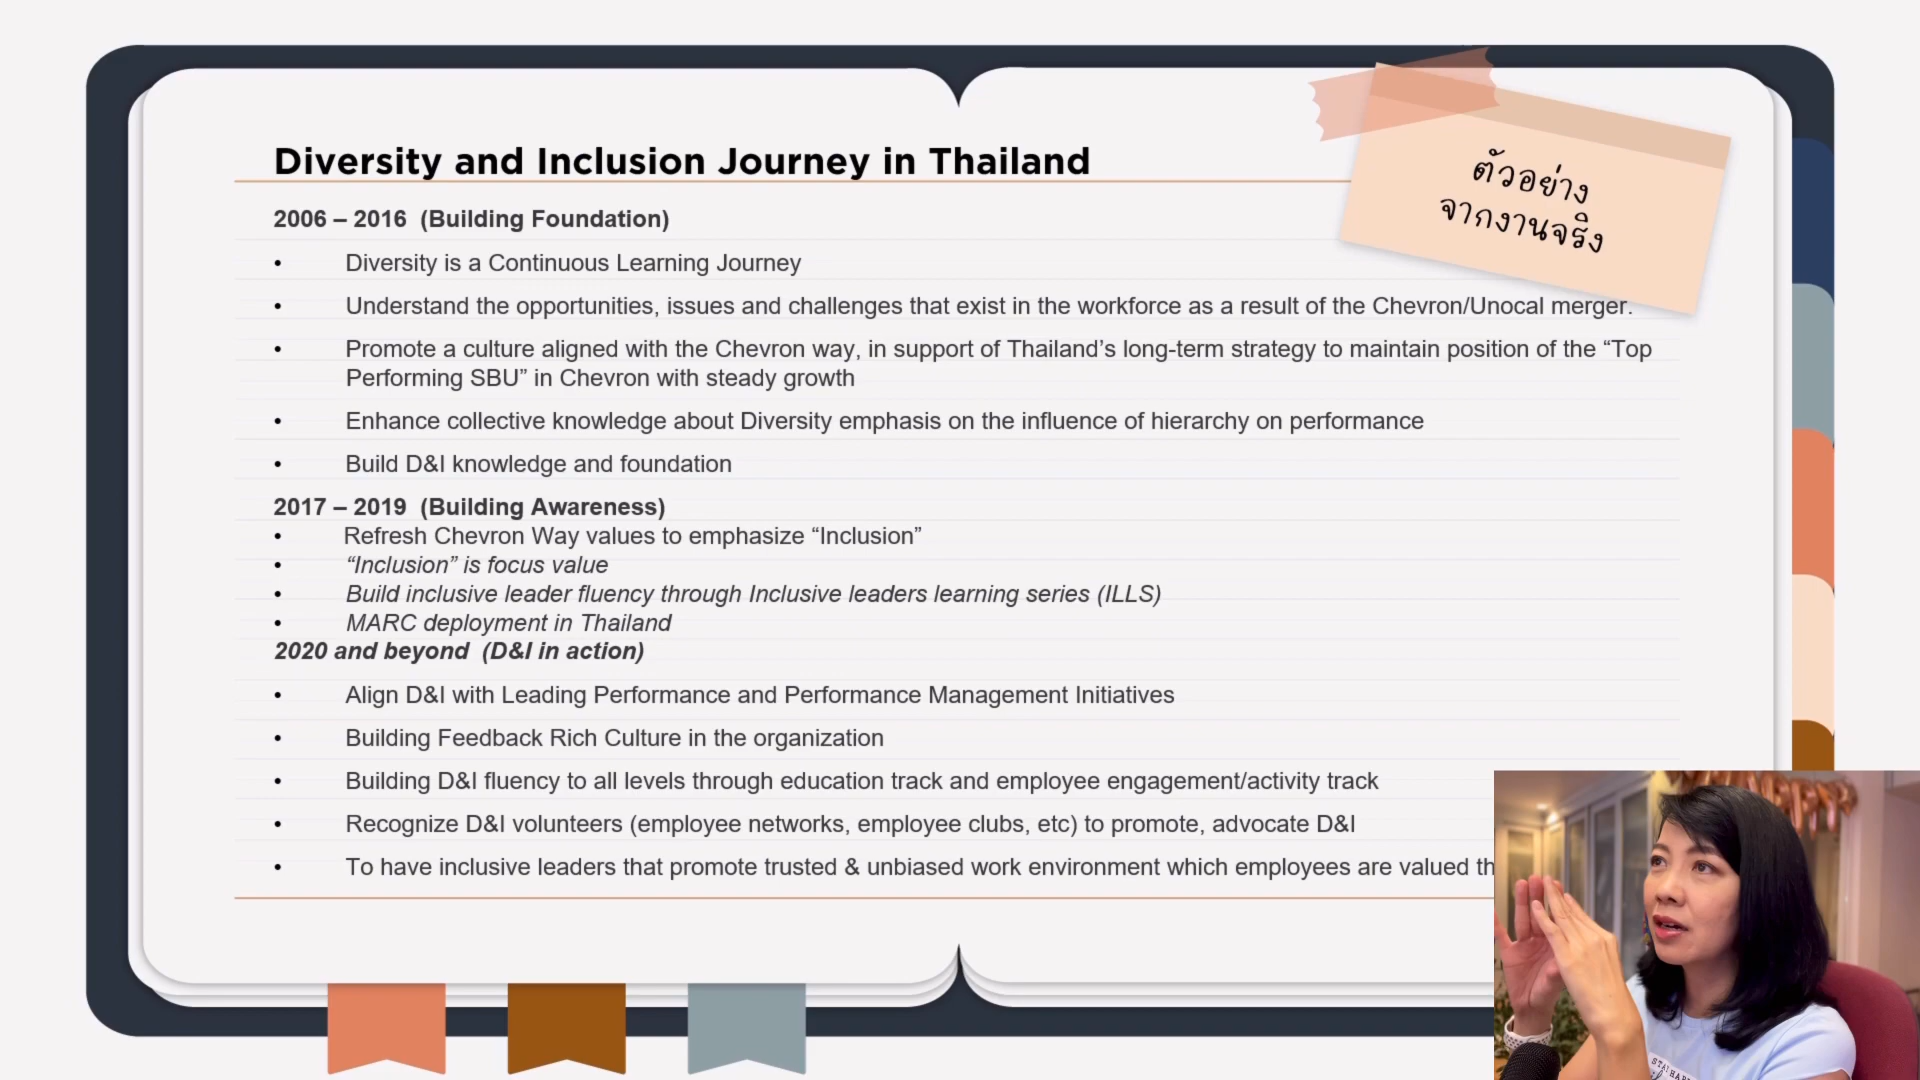 Diversity and Inclusion Journey in Thailand
ตัวอย่าง
จากงานจริง
2006 – 2016 (Building Foundation)
• Diversity is a Continuous Learning Journey
• Understand the opportunities, issues and challenges that exist in the workforce as a result of the Chevron/Unocal merger.
• Promote a culture aligned with the Chevron way, in support of Thailand’s long-term strategy to maintain position of the “Top
Performing SBU” in Chevron with steady growth
• Enhance collective knowledge about Diversity emphasis on the influence of hierarchy on performance
• Build D&I knowledge and foundation
2017 – 2019 (Building Awareness)
• Refresh Chevron Way values to emphasize “Inclusion”
• “Inclusion” is focus value
• Build inclusive leader fluency through Inclusive leaders learning series (ILLS)
• MARC deployment in Thailand
2020 and beyond (D&I in action)
• Align D&I with Leading Performance and Performance Management Initiatives
• Building Feedback Rich Culture in the organization
• Building D&I fluency to all levels through education track and employee engagement/activity track
• Recognize D&I volunteers (employee networks, employee clubs, etc) to promote, advocate D&I
• To have inclusive leaders that promote trusted & unbiased work environment which employees are valued